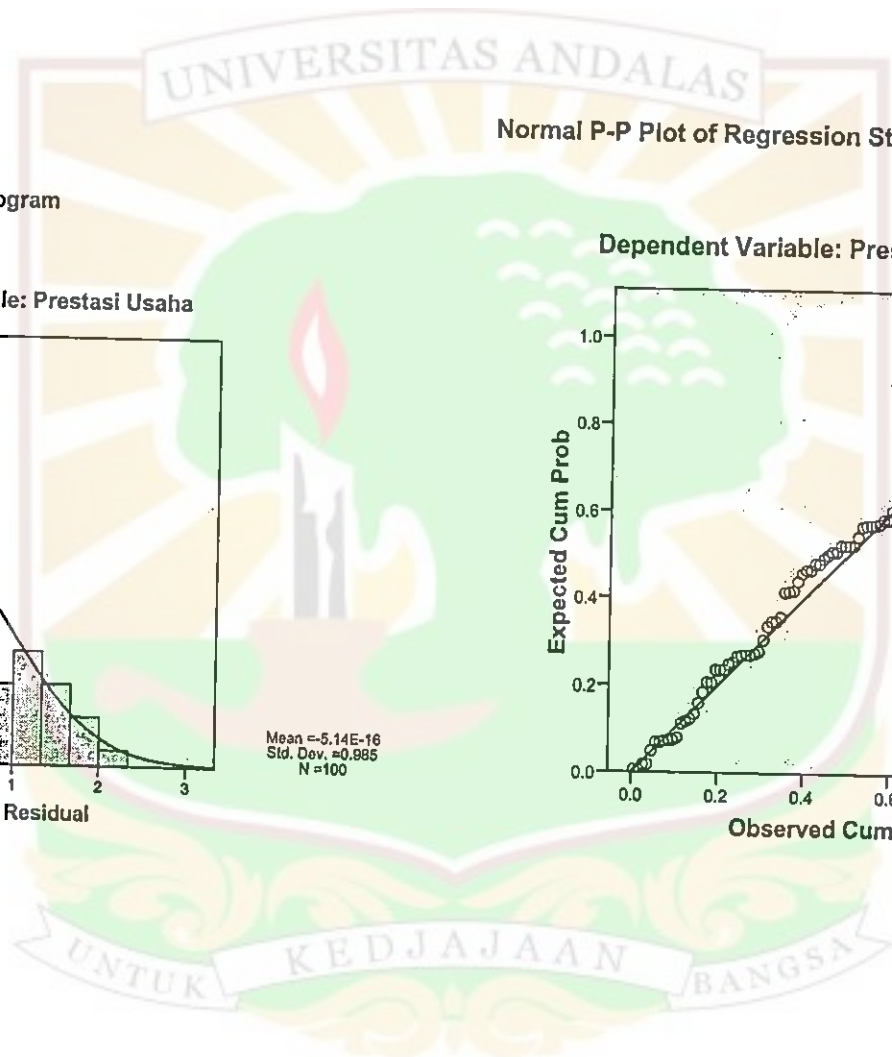 UNIVERSITAS ANDALAS
ogram
le: Prestasi Usaha
1
2
3
Residual
Mean =-5.14E-16
Std. Dev. =0.985
N =100
Normal P-P Plot of Regression St
Dependent Variable: Pres
Expected Cum Prob
1.0
0.8
0.6
0.4
0.2
0.0
0.0
0.2
0.4
0.6
Observed Cum
UNTUK KEDJAJAAN BANGSA